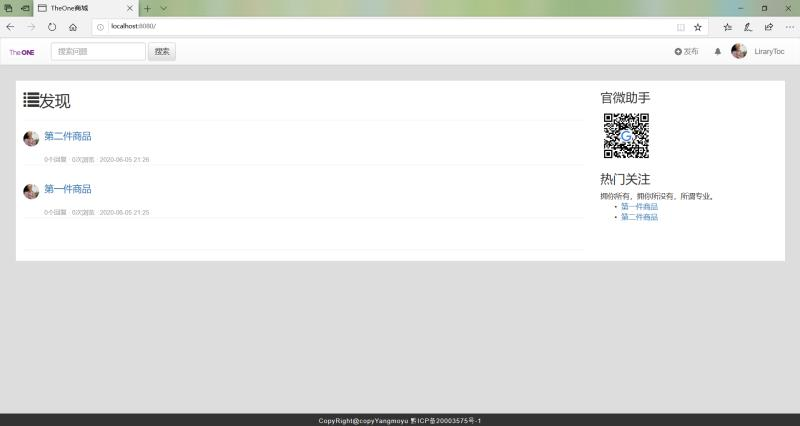 TheOne商城
localhost:8080/
TheONE
搜索问题
搜索
发布
LiraryToc
发现
第二件商品
0个回复 · 0次浏览 · 2020-06-05 21:26
第一件商品
0个回复 · 0次浏览 · 2020-06-05 21:25
官微助手
热门关注
拥你所有，拥你所没有，所谓专业。
第一件商品
第二件商品
CopyRight@copyYangmoyu 黔ICP备20003575号-1